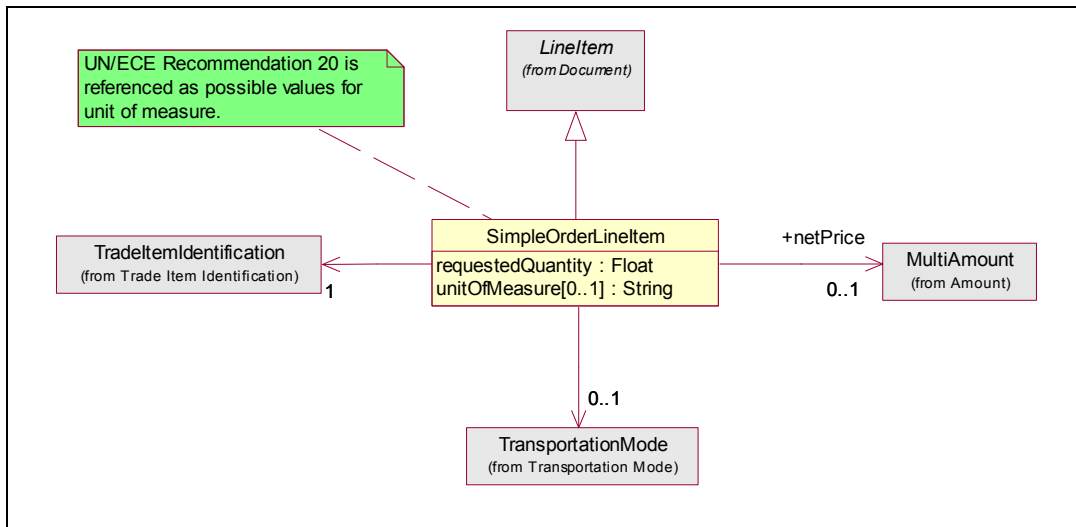 UN/ECE Recommendation 20 is
referenced as possible values for
unit of measure.
LineItem
(from Document)
SimpleOrderLineItem
requestedQuantity : Float
unitOfMeasure[0..1] : String
TradeItemIdentification
(from Trade Item Identification)
1
+netPrice
0..1
MultiAmount
(from Amount)
0..1
TransportationMode
(from Transportation Mode)